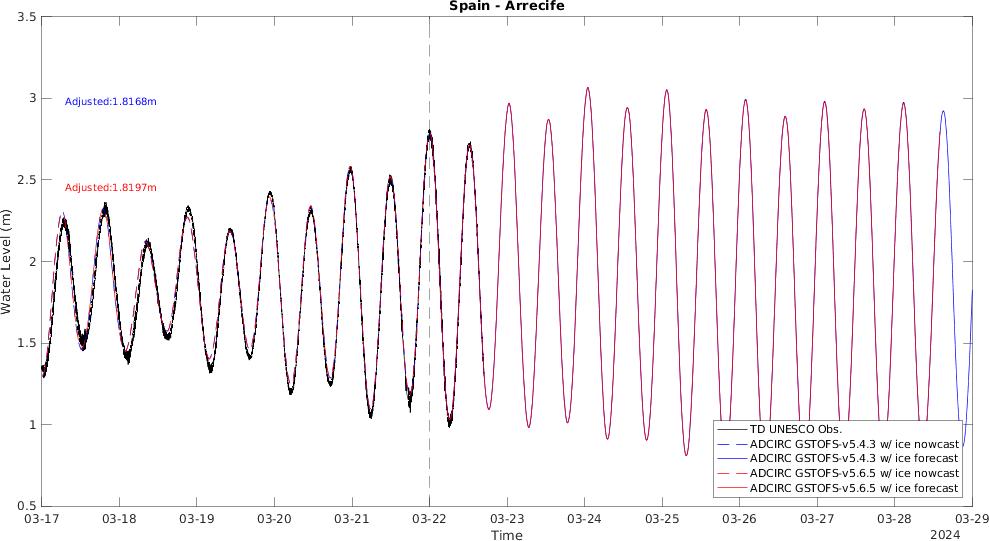 Spain - Arrecife
3.5
3
2.5
2
1.5
1
0.5
Water Level (m)
Adjusted:1.8168m
Adjusted:1.8197m
TD UNESCO Obs.
ADCIRC GSTOFS-v5.4.3 w/ ice nowcast
ADCIRC GSTOFS-v5.4.3 w/ ice forecast
ADCIRC GSTOFS-v5.6.5 w/ ice nowcast
ADCIRC GSTOFS-v5.6.5 w/ ice forecast
03-17 03-18 03-19 03-20 03-21 03-22 03-23 03-24 03-25 03-26 03-27 03-28 03-29
Time
2024